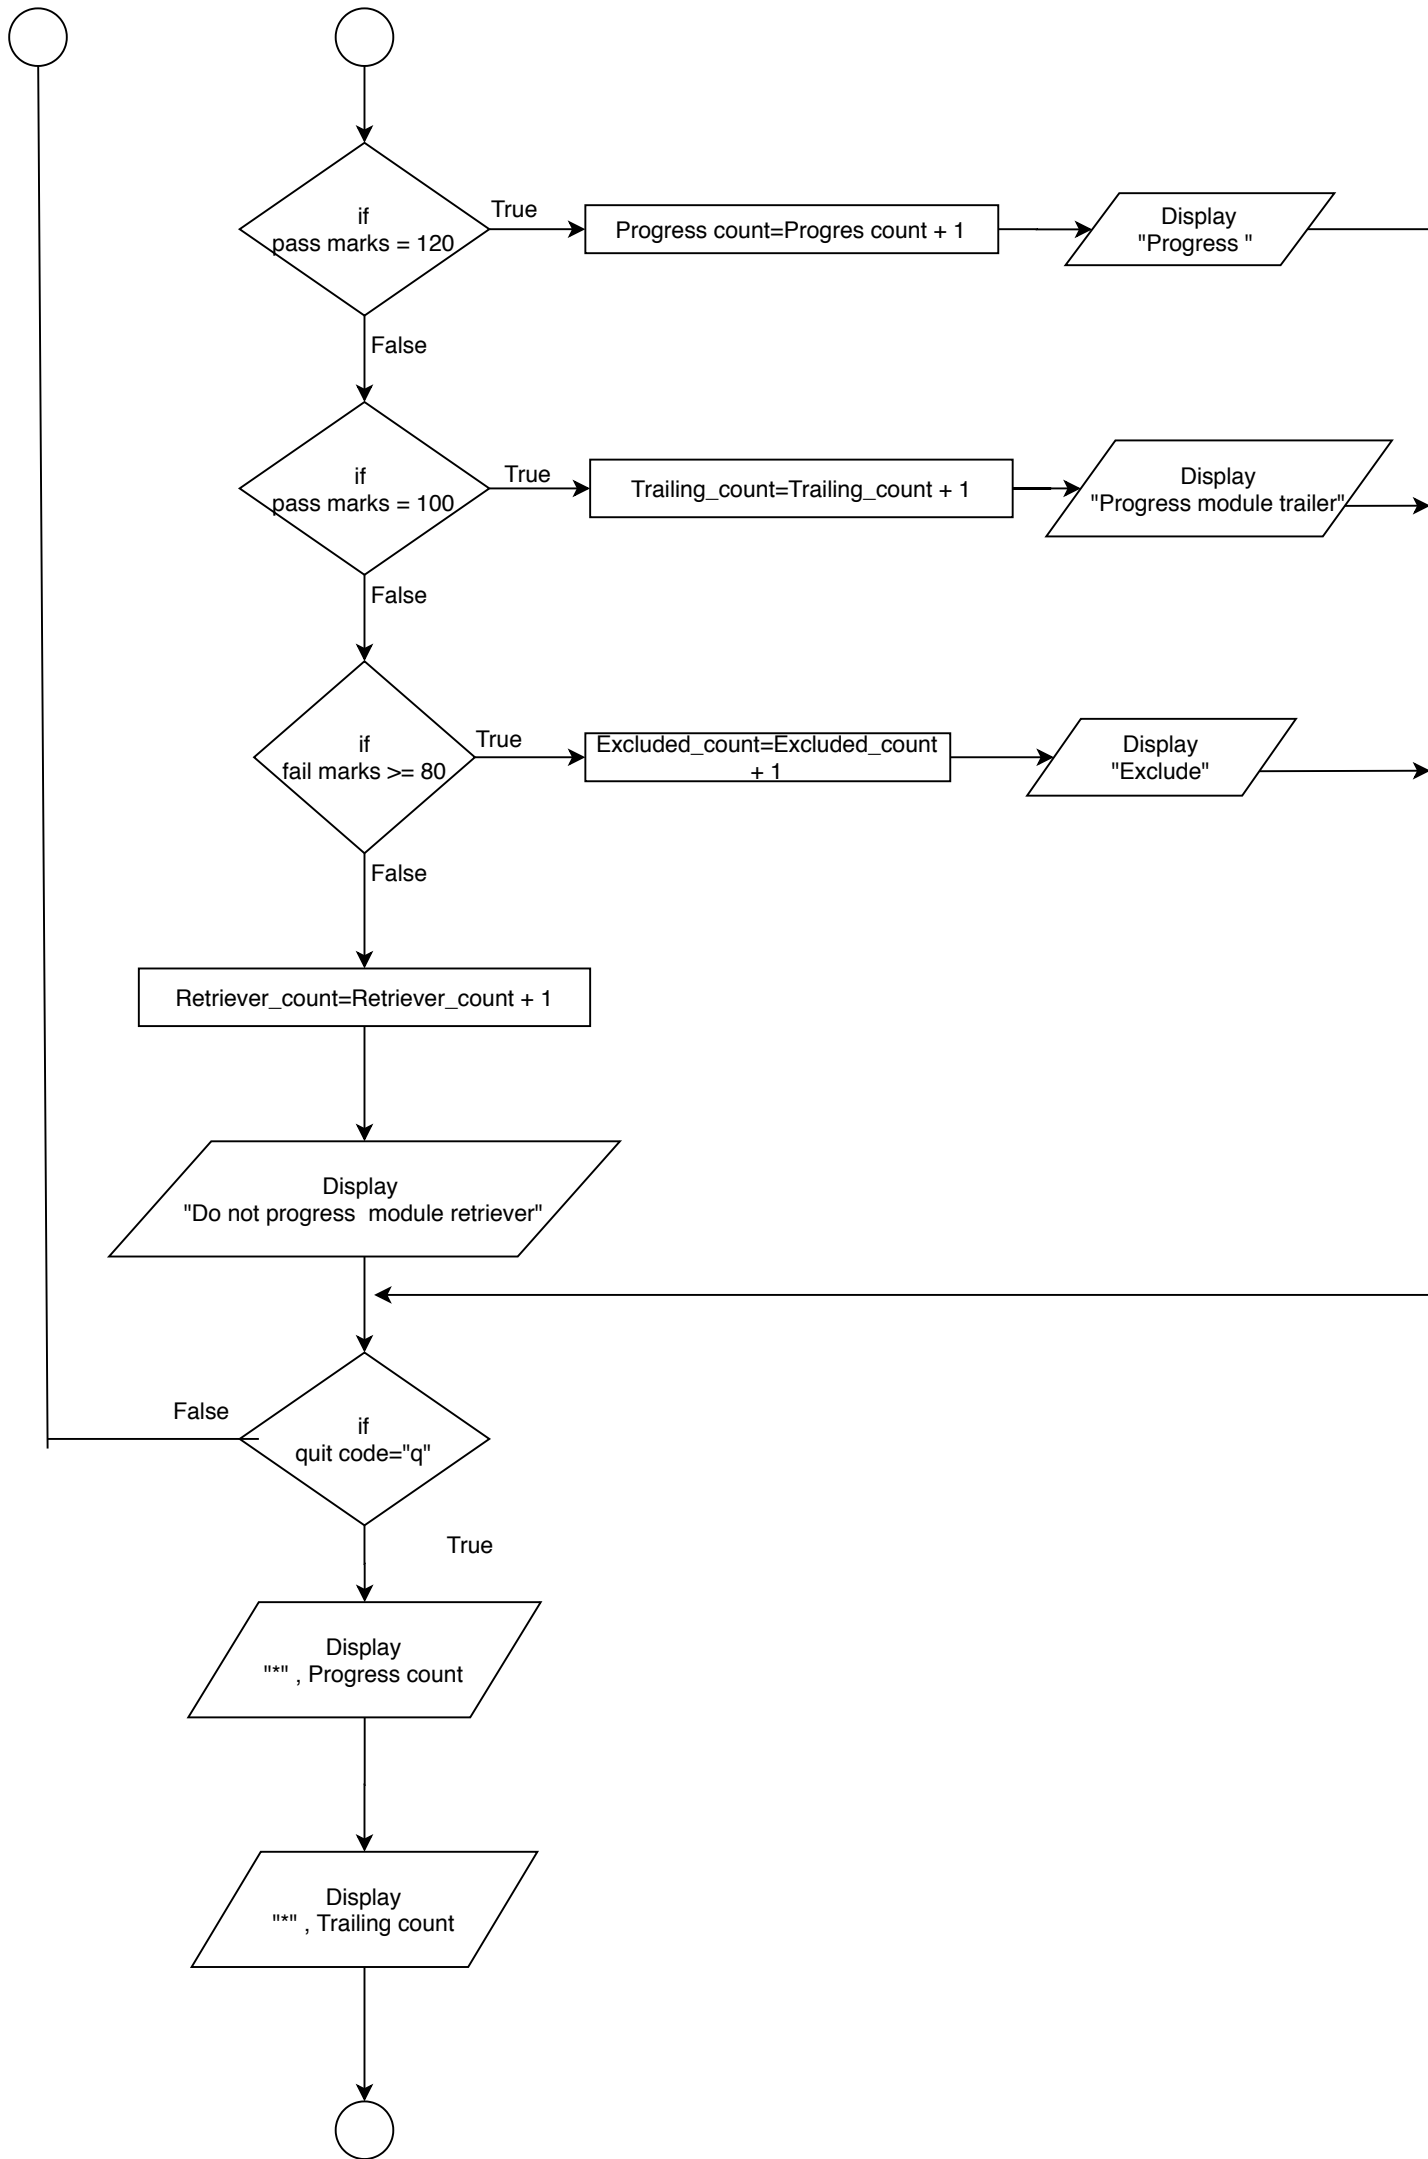 if
pass marks = 120
True
Progress count=Progres count + 1
Display
"Progress "
False
if
pass marks = 100
True
Trailing_count=Trailing_count + 1
Display
"Progress module trailer"
False
if
fail marks >= 80
True
Excluded_count=Excluded_count
+ 1
Display
"Exclude"
False
Retriever_count=Retriever_count + 1
Display
"Do not progress  module retriever"
False
if
quit code="q"
True
Display
"*" , Progress count
Display
"*" , Trailing count